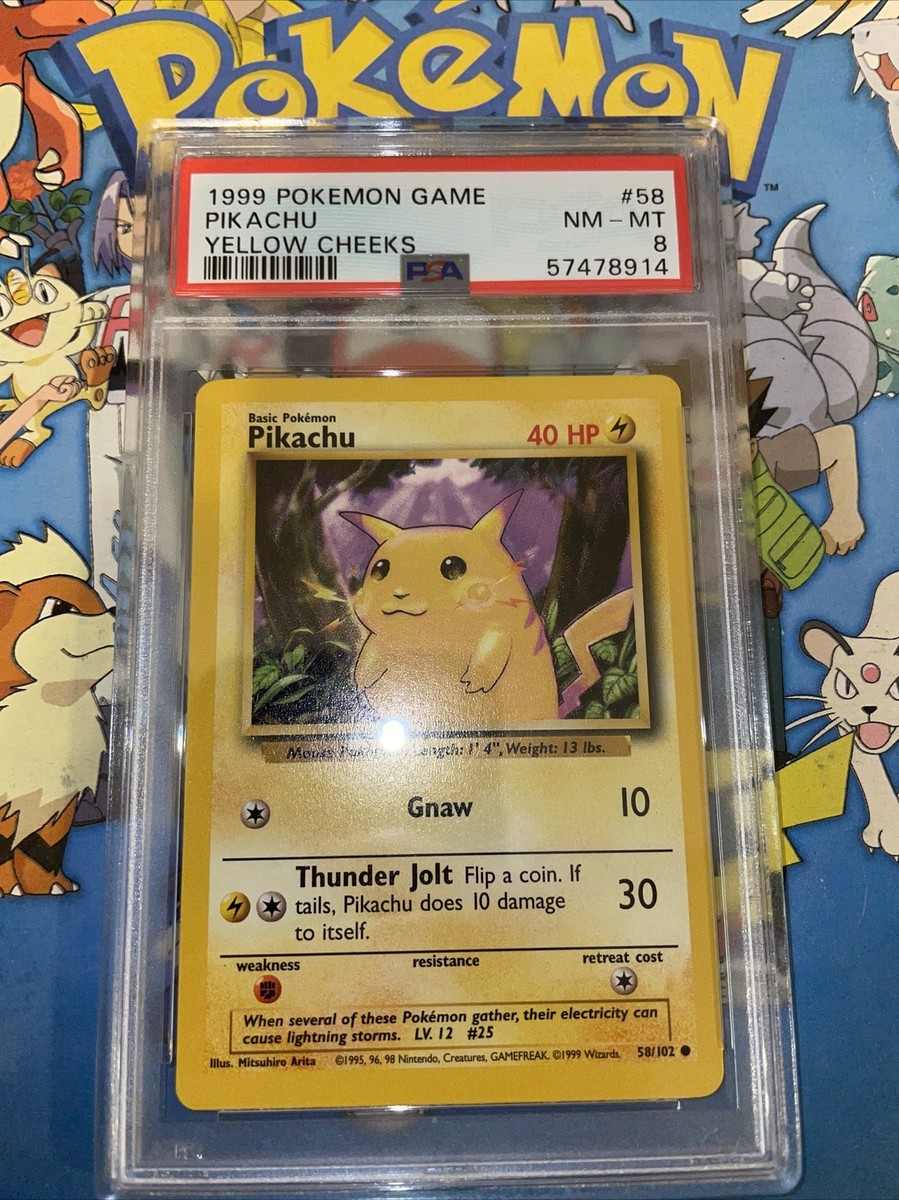 POKéMON
TM
1999 POKEMON GAME #58
PIKACHU NM - MT
YELLOW CHEEKS 8
PSA 57478914
Basic Pokémon
Pikachu 40 HP
Mouse Length: 1' 4", Weight: 13 lbs.
Gnaw 10
Thunder Jolt Flip a coin. If
tails, Pikachu does 10 damage 30
to itself.
weakness resistance retreat cost
When several of these Pokémon gather, their electricity can
cause lightning storms. LV. 12 #25
Illus. Mitsuhiro Arita ©1995, 96, 98 Nintendo, Creatures, GAMEFREAK. ©1999 Wizards. 58/102